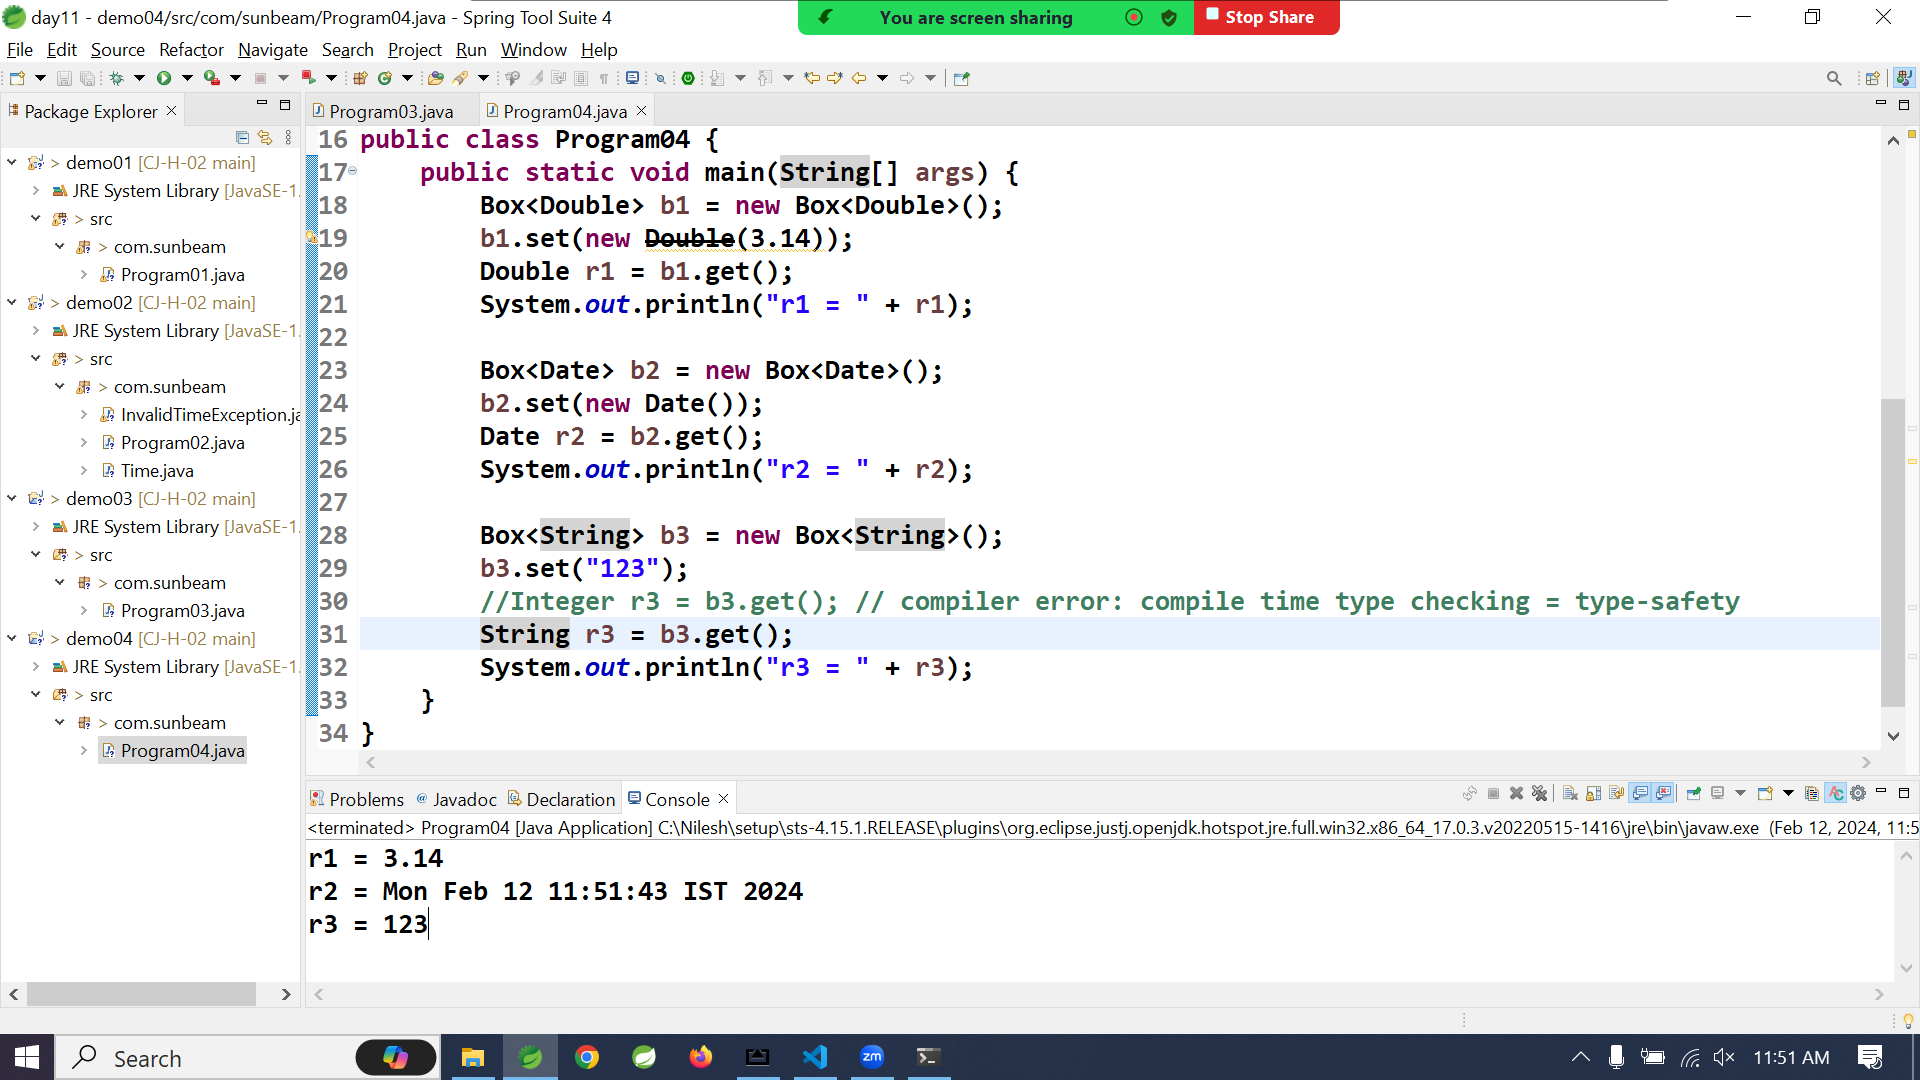 day11 - demo04/src/com/sunbeam/Program04.java - Spring Tool Suite 4
You are screen sharing
Stop Share
File Edit Source Refactor Navigate Search Project Run Window Help
Package Explorer
demo01 [CJ-H-02 main]
JRE System Library [JavaSE-1.
> src
> com.sunbeam
Program01.java
> demo02 [CJ-H-02 main]
JRE System Library [JavaSE-1.
> src
> com.sunbeam
InvalidTimeException.ja
Program02.java
Time.java
> demo03 [CJ-H-02 main]
JRE System Library [JavaSE-1.
> src
> com.sunbeam
Program03.java
> demo04 [CJ-H-02 main]
JRE System Library [JavaSE-1.
> src
> com.sunbeam
Program04.java
Program03.java Program04.java
16 public class Program04 {
17 public static void main(String[] args) {
18 Box<Double> b1 = new Box<Double>();
19 b1.set(new Double(3.14));
20 Double r1 = b1.get();
21 System.out.println("r1 = " + r1);
22
23 Box<Date> b2 = new Box<Date>();
24 b2.set(new Date());
25 Date r2 = b2.get();
26 System.out.println("r2 = " + r2);
27
28 Box<String> b3 = new Box<String>();
29 b3.set("123");
30 //Integer r3 = b3.get(); // compiler error: compile time type checking = type-safety
31 String r3 = b3.get();
32 System.out.println("r3 = " + r3);
33 }
34 }
Problems @ Javadoc Declaration Console
<terminated> Program04 [Java Application] C:\Nilesh\setup\sts-4.15.1.RELEASE\plugins\org.eclipse.justj.openjdk.hotspot.jre.full.win32.x86_64_17.0.3.v20220515-1416\jre\bin\javaw.exe (Feb 12, 2024, 11:5
r1 = 3.14
r2 = Mon Feb 12 11:51:43 IST 2024
r3 = 123
Search
zm
11:51 AM